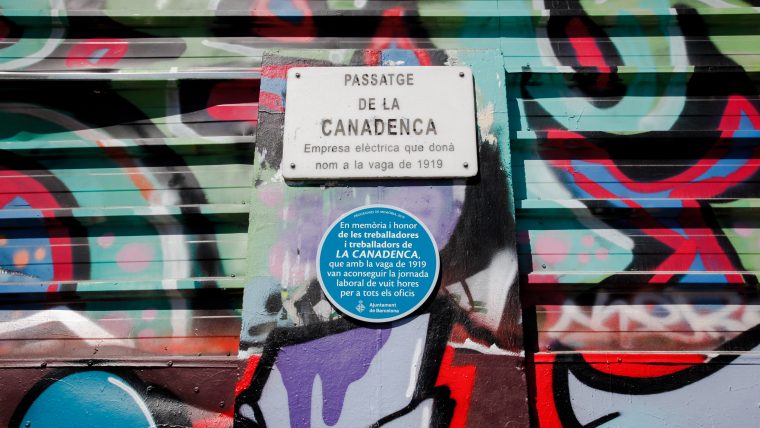 PASSATGE
DE LA
CANADENCA
Empresa elèctrica que donà
nom a la vaga de 1919
En memòria i honor
de les treballadores
i treballadors de
LA CANADENCA,
que amb la vaga de 1919
van aconseguir la jornada
laboral de vuit hores
per a tots els oficis
Ajuntament
de Barcelona